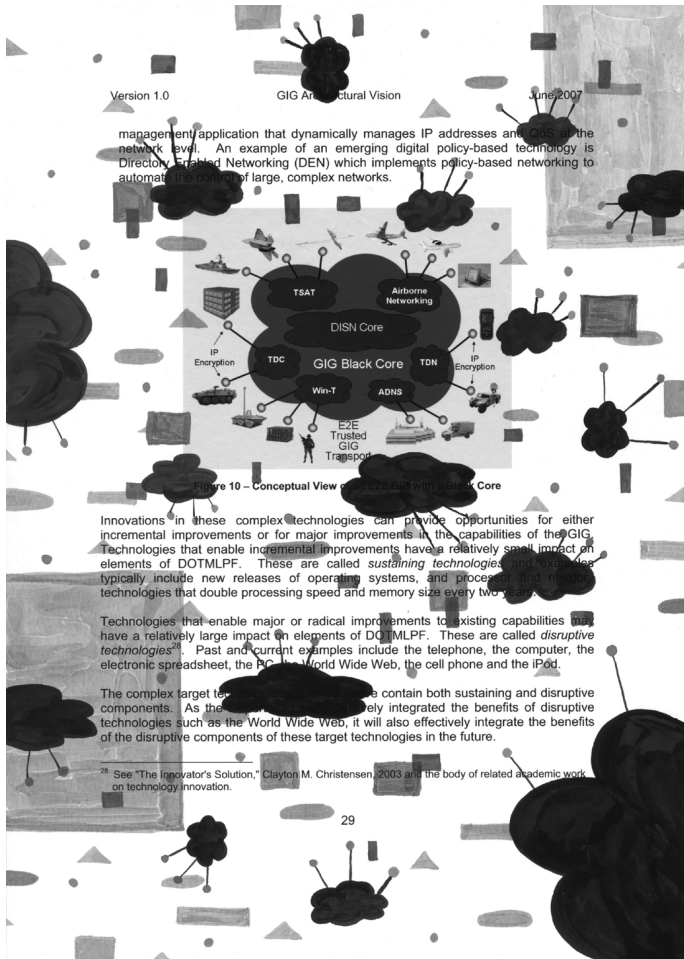 Version 1.0 GIG Architectural Vision June 2007
management application that dynamically manages IP addresses and QoS at the
network level. An example of an emerging digital policy-based technology is
Directory Enabled Networking (DEN) which implements policy-based networking to
automate the control of large, complex networks.
TSAT
Airborne
Networking
DISN Core
IP
Encryption
TDC
GIG Black Core
TDN
IP
Encryption
Win-T
ADNS
E2E
Trusted
GIG
Transport
Figure 10 – Conceptual View of an E2E GIG with a Black Core
Innovations in these complex technologies can provide opportunities for either
incremental improvements or for major improvements in the capabilities of the GIG.
Technologies that enable incremental improvements have a relatively small impact on
elements of DOTMLPF. These are called sustaining technologies and examples
typically include new releases of operating systems, and processor and memory
technologies that double processing speed and memory size every two years.
Technologies that enable major or radical improvements to existing capabilities may
have a relatively large impact on elements of DOTMLPF. These are called disruptive
technologies28. Past and current examples include the telephone, the computer, the
electronic spreadsheet, the PC, the World Wide Web, the cell phone and the iPod.
The complex target contain both sustaining and disruptive
components. As the integrated the benefits of disruptive
technologies such as the World Wide Web, it will also effectively integrate the benefits
of the disruptive components of these target technologies in the future.
28 See "The Innovator's Solution," Clayton M. Christensen, 2003 and the body of related academic work
on technology innovation.
29